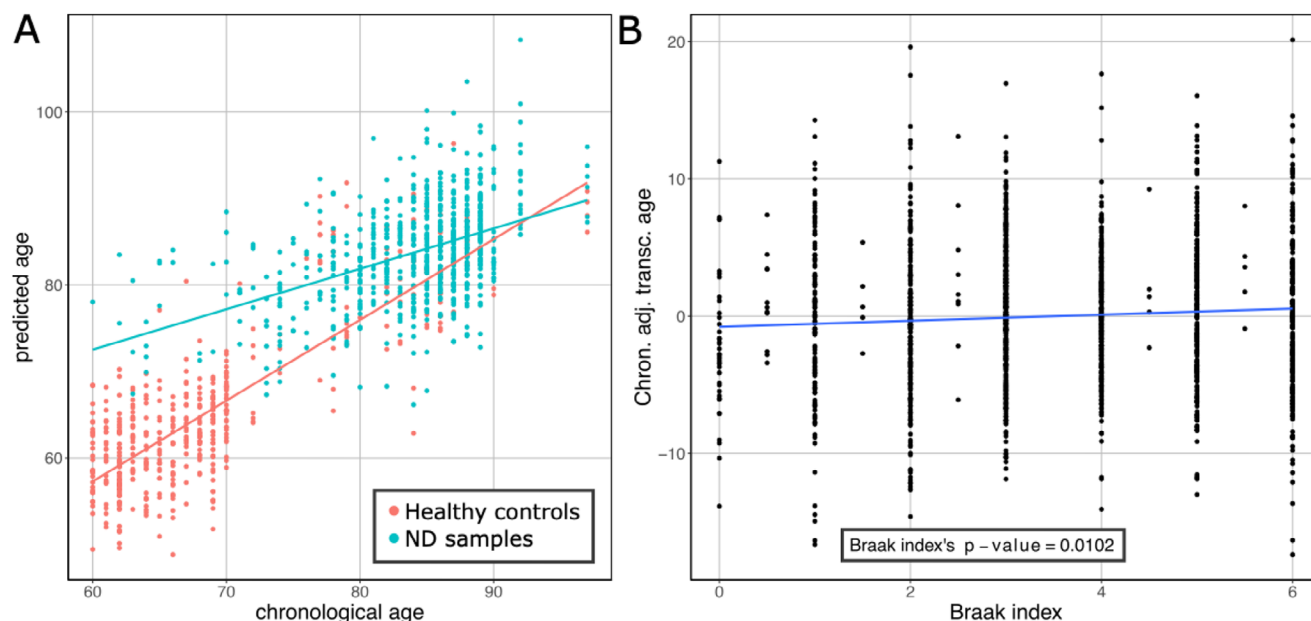 A
predicted age
100
80
60
60 70 80 90
chronological age
Healthy controls
ND samples
B
Chron. adj. transc. age
20
10
0
−10
0 2 4 6
Braak index
Braak index's p − value = 0.0102